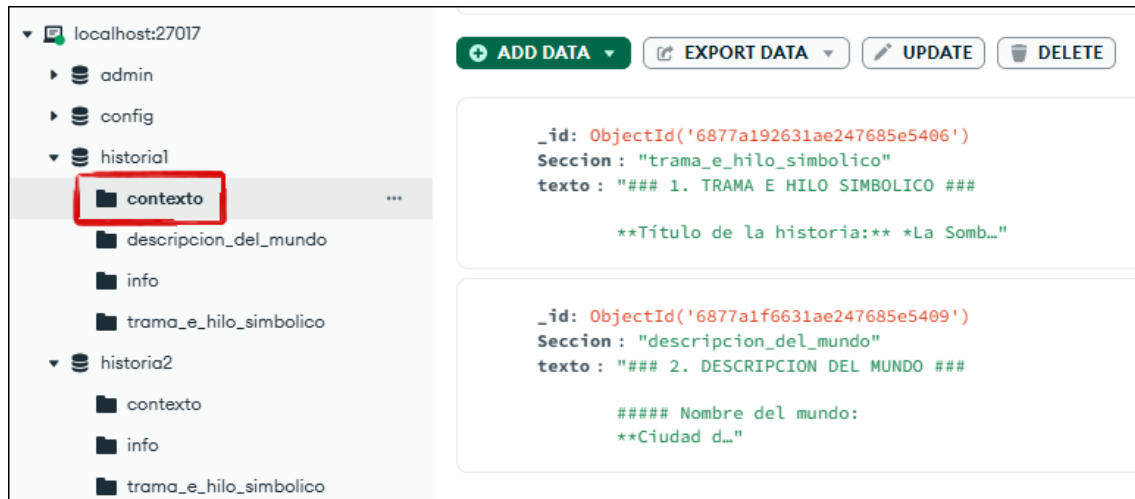 localhost:27017
admin
config
historia1
contexto
descripcion_del_mundo
info
trama_e_hilo_simbolico
historia2
contexto
info
trama_e_hilo_simbolico
ADD DATA
EXPORT DATA
UPDATE
DELETE
_id: ObjectId('6877a192631ae247685e5406')
Seccion : "trama_e_hilo_simbolico"
texto : "### 1. TRAMA E HILO SIMBOLICO ###
**Título de la historia:** *La Somb…"
_id: ObjectId('6877a1f6631ae247685e5409')
Seccion : "descripcion_del_mundo"
texto : "### 2. DESCRIPCION DEL MUNDO ###
##### Nombre del mundo:
**Ciudad d…"